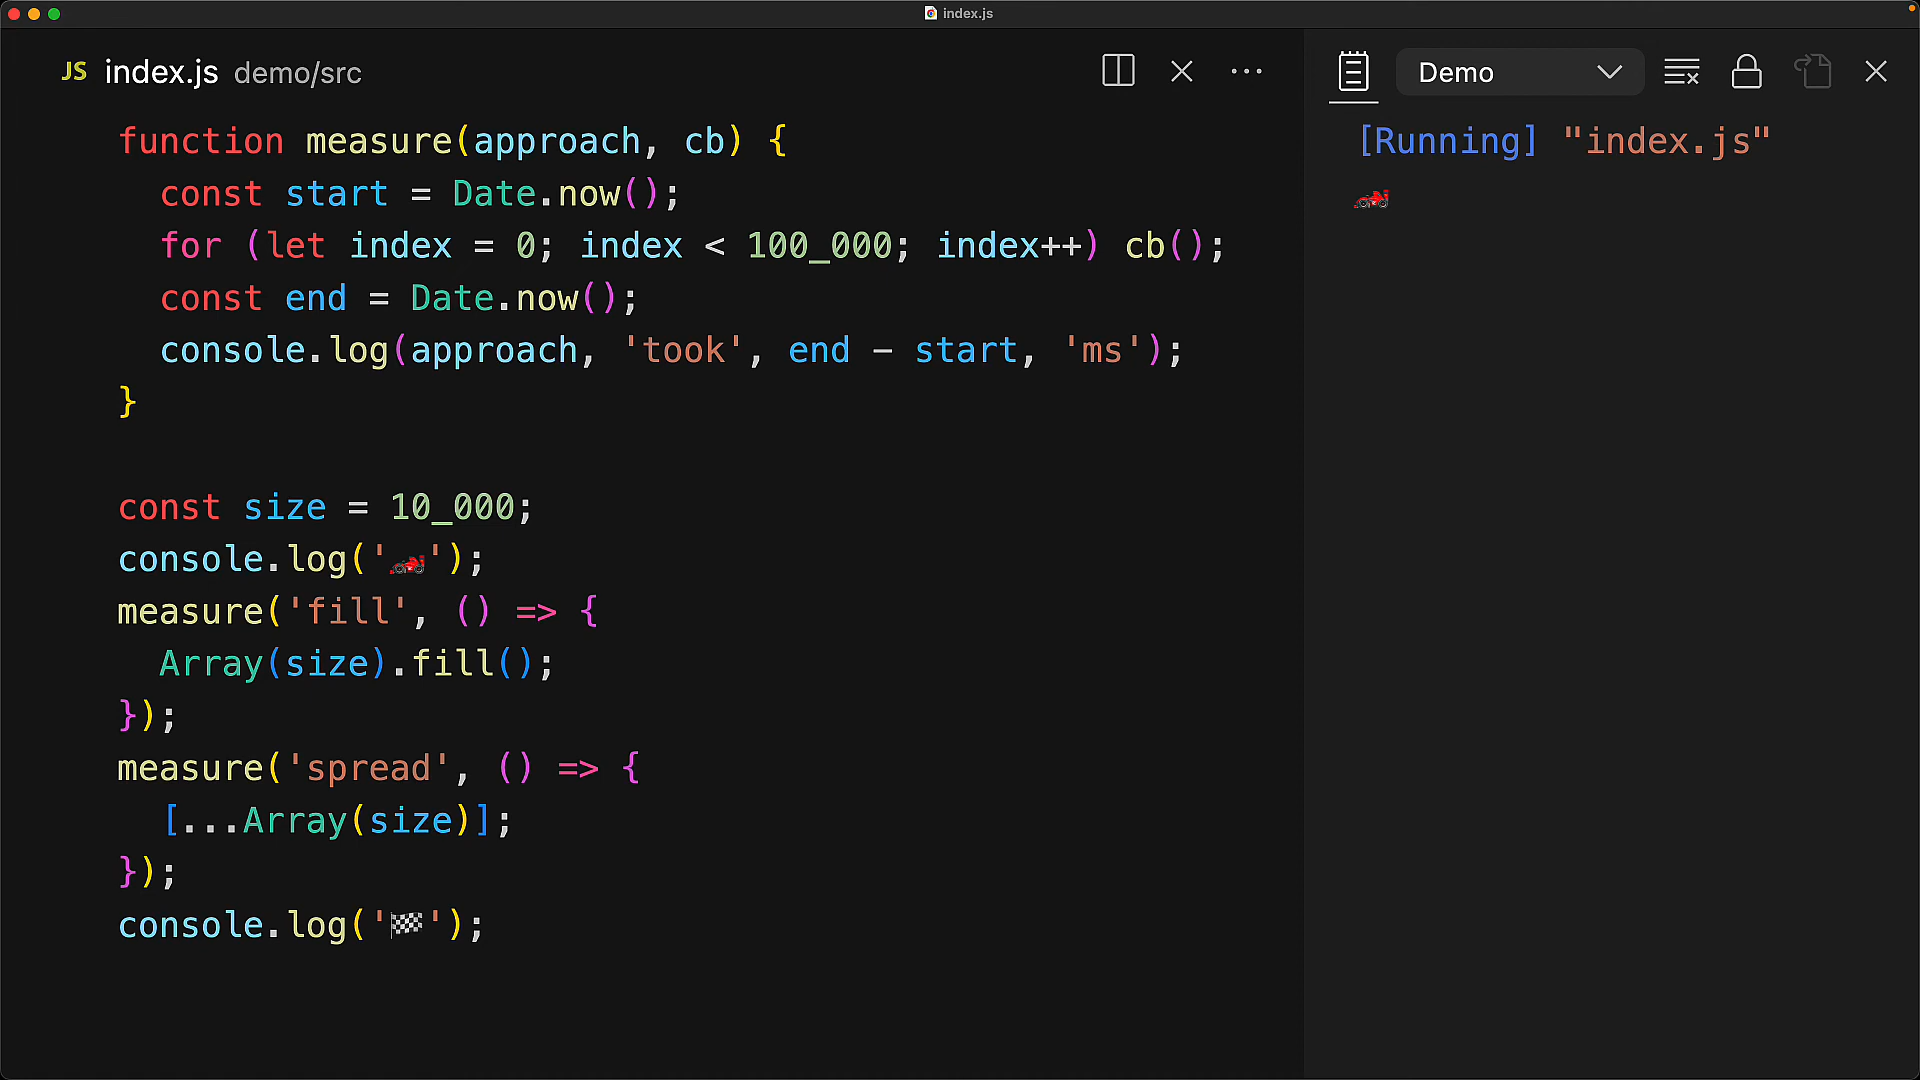 index.js
JS index.js demo/src
function measure(approach, cb) {
  const start = Date.now();
  for (let index = 0; index < 100_000; index++) cb();
  const end = Date.now();
  console.log(approach, 'took', end - start, 'ms');
}
const size = 10_000;
console.log('🏎️');
measure('fill', () => {
  Array(size).fill();
});
measure('spread', () => {
  [...Array(size)];
});
console.log('🏁');
Demo
[Running] "index.js"
🏎️